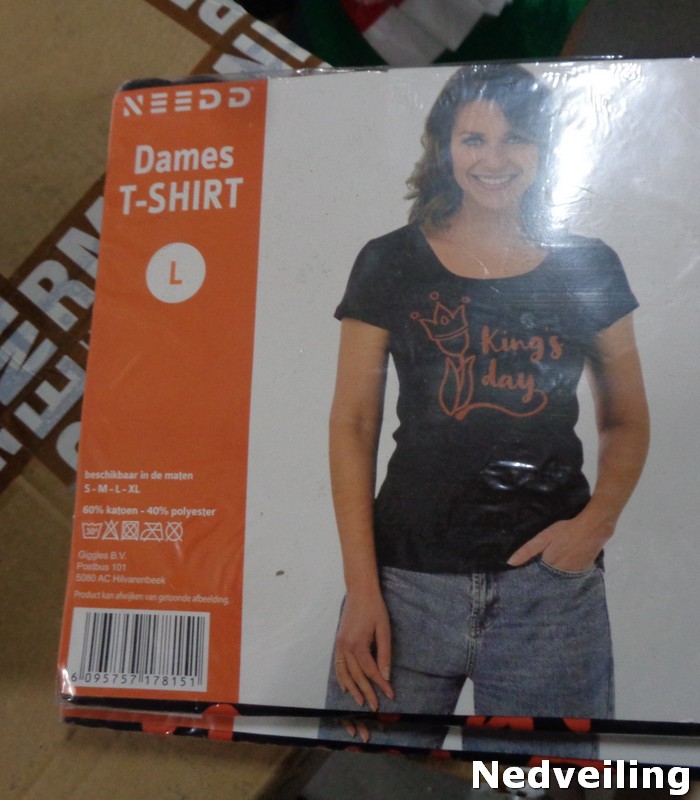 NEEDD
Dames
T-SHIRT
L
King's
day
beschikbaar in de maten
S - M - L - XL
60% katoen - 40% polyester
30°
Giggles B.V.
Postbus 101
5080 AC Hilvarenbeek
Product kan afwijken van getoonde afbeelding.
6 095757 178151
Nedveiling